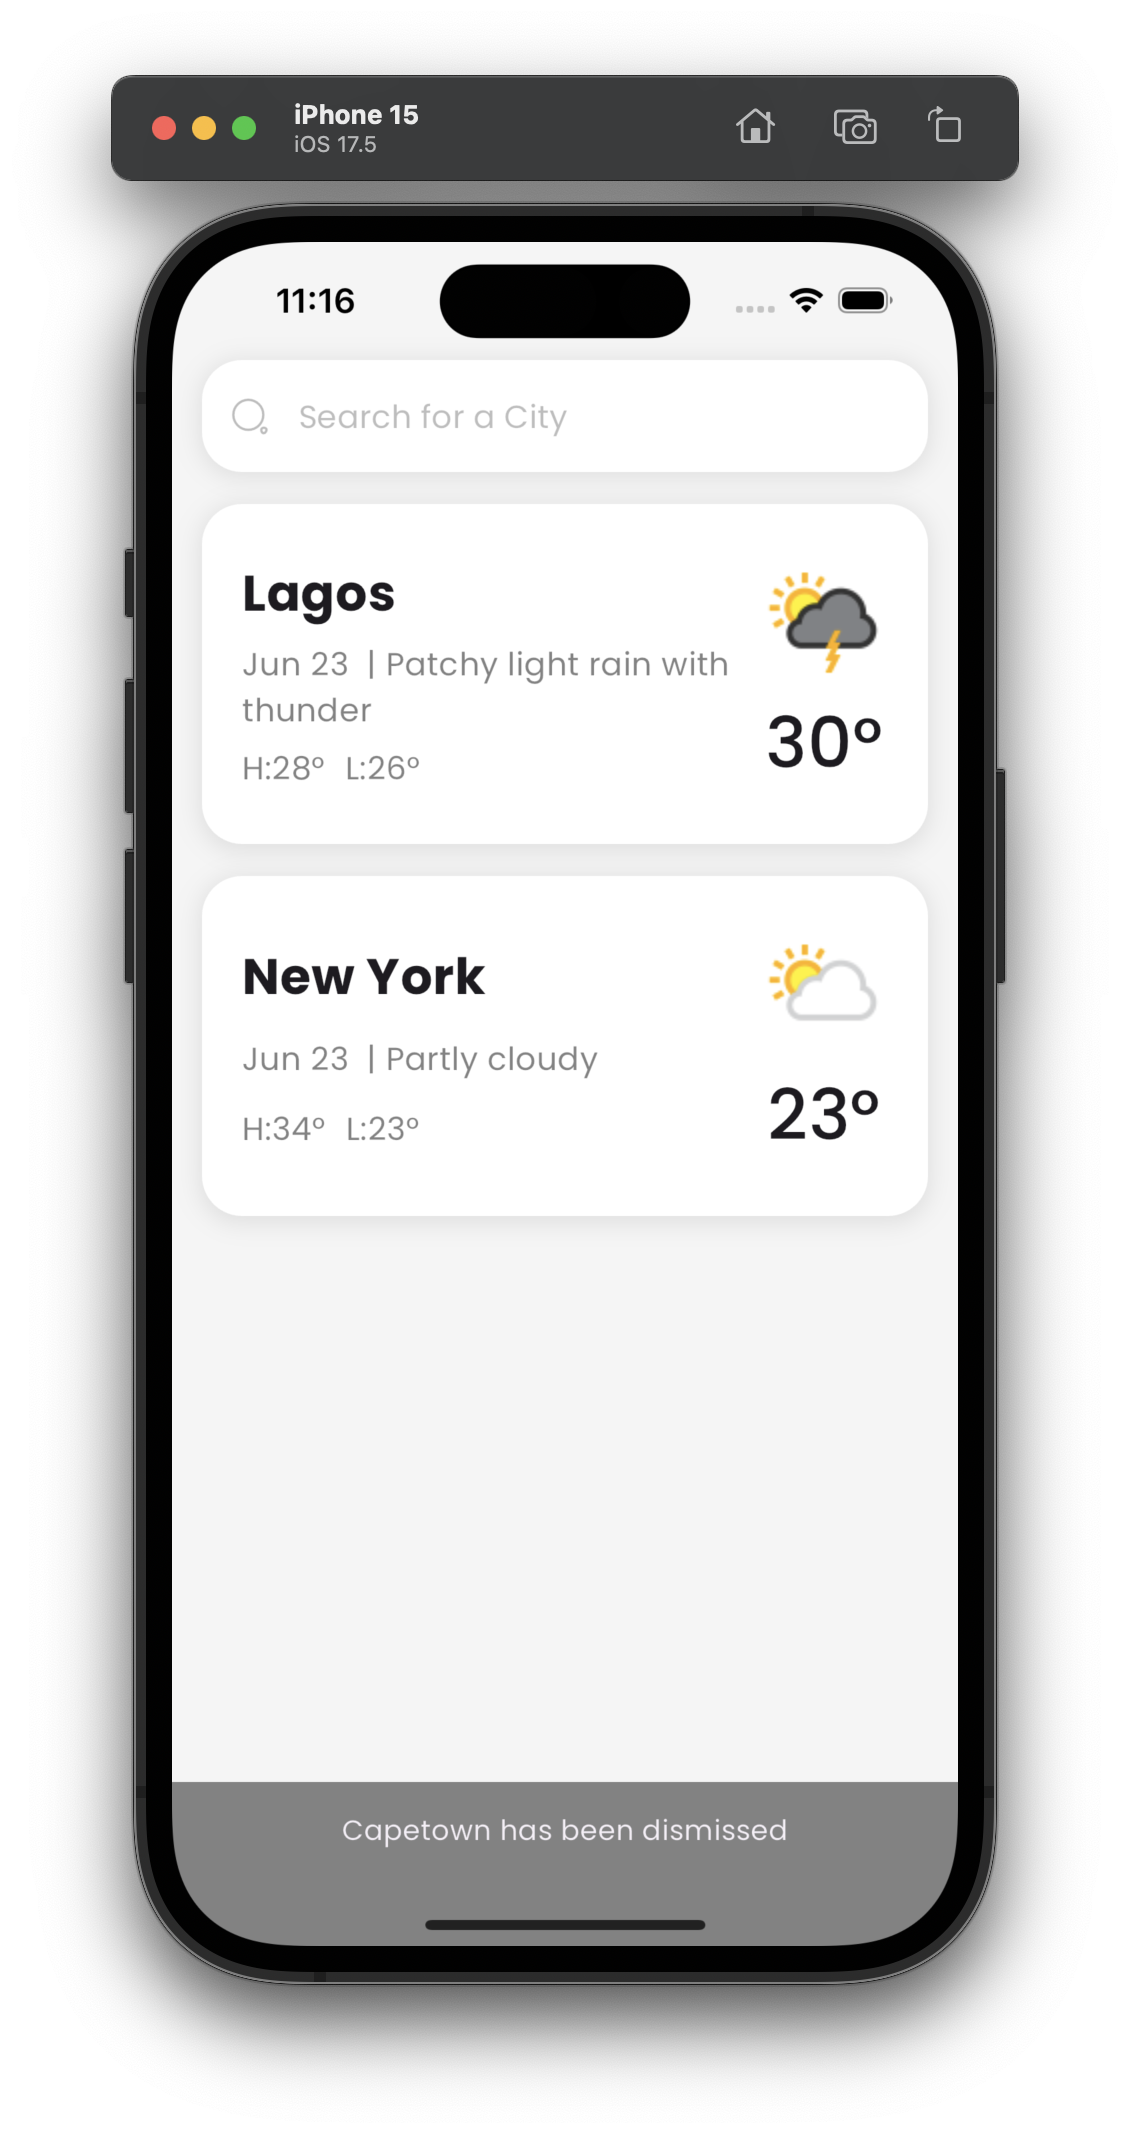 iPhone 15
iOS 17.5
11:16
Search for a City
Lagos
Jun 23 | Patchy light rain with
thunder
H:28° L:26°
30°
New York
Jun 23 | Partly cloudy
H:34° L:23°
23°
Capetown has been dismissed